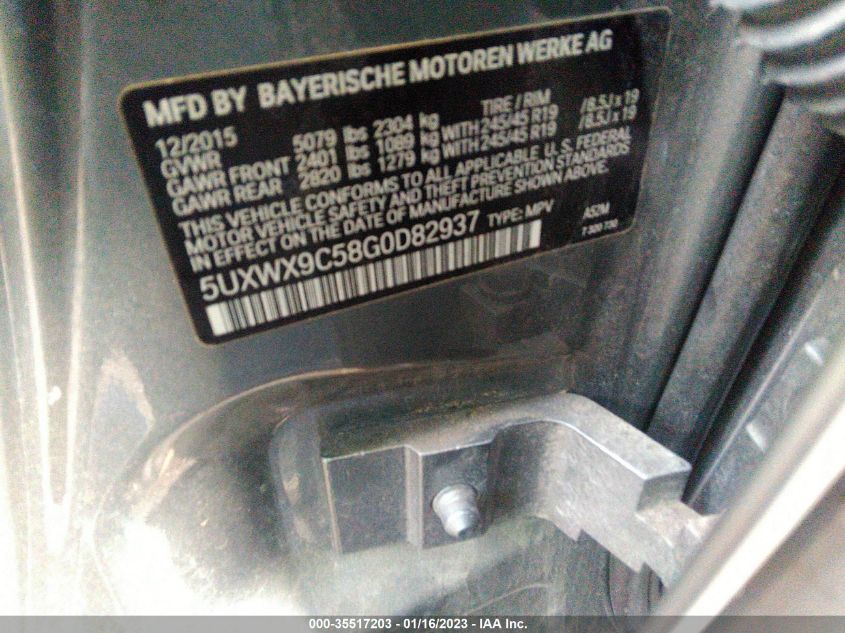 MFD BY BAYERISCHE MOTOREN WERKE AG
12/2015 TIRE / RIM
GVWR 5079 lbs 2304 kg
GAWR FRONT 2401 lbs 1089 kg WITH 245/45 R19 /8.5J x 19
GAWR REAR 2820 lbs 1279 kg WITH 245/45 R19 /8.5J x 19
THIS VEHICLE CONFORMS TO ALL APPLICABLE U.S. FEDERAL
MOTOR VEHICLE SAFETY AND THEFT PREVENTION STANDARDS
IN EFFECT ON THE DATE OF MANUFACTURE SHOWN ABOVE.
5UXWX9C58G0D82937 TYPE: MPV A52M
000-35517203 - 01/16/2023 - IAA Inc.